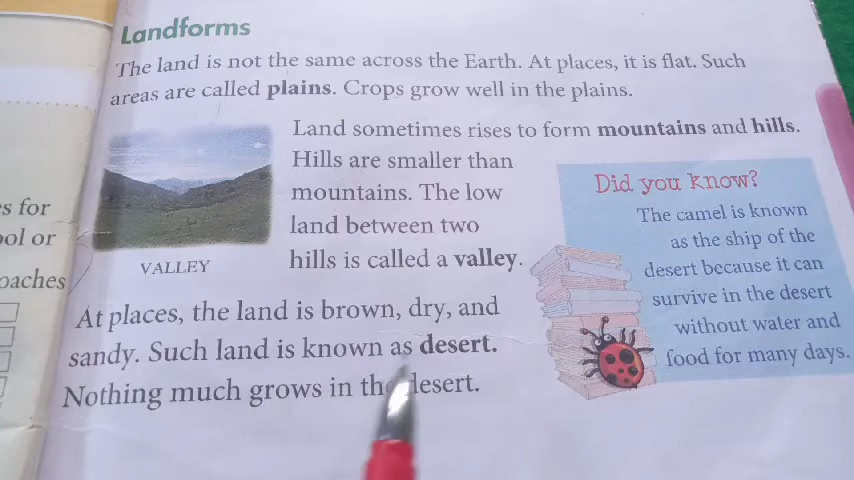 Landforms
The land is not the same across the Earth. At places, it is flat. Such
areas are called plains. Crops grow well in the plains.
Land sometimes rises to form mountains and hills.
Hills are smaller than
mountains. The low
land between two
hills is called a valley.
VALLEY
At places, the land is brown, dry, and
sandy. Such land is known as desert.
Nothing much grows in the desert.
Did you know?
The camel is known
as the ship of the
desert because it can
survive in the desert
without water and
food for many days.
s for
ool or
oaches